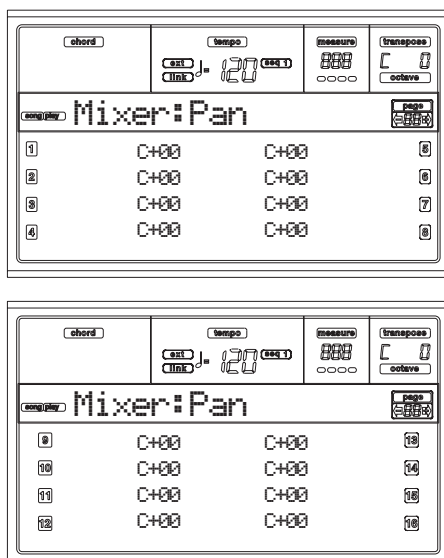 chord tempo measure transpose
ext link ♩= 120 seq 1 888 C 0
octave
song play Mixer:Pan page 88
1 C+00 C+00 5
2 C+00 C+00 6
3 C+00 C+00 7
4 C+00 C+00 8
chord tempo measure transpose
ext link ♩= 120 seq 1 888 C 0
octave
song play Mixer:Pan page 88
9 C+00 C+00 13
10 C+00 C+00 14
11 C+00 C+00 15
12 C+00 C+00 16